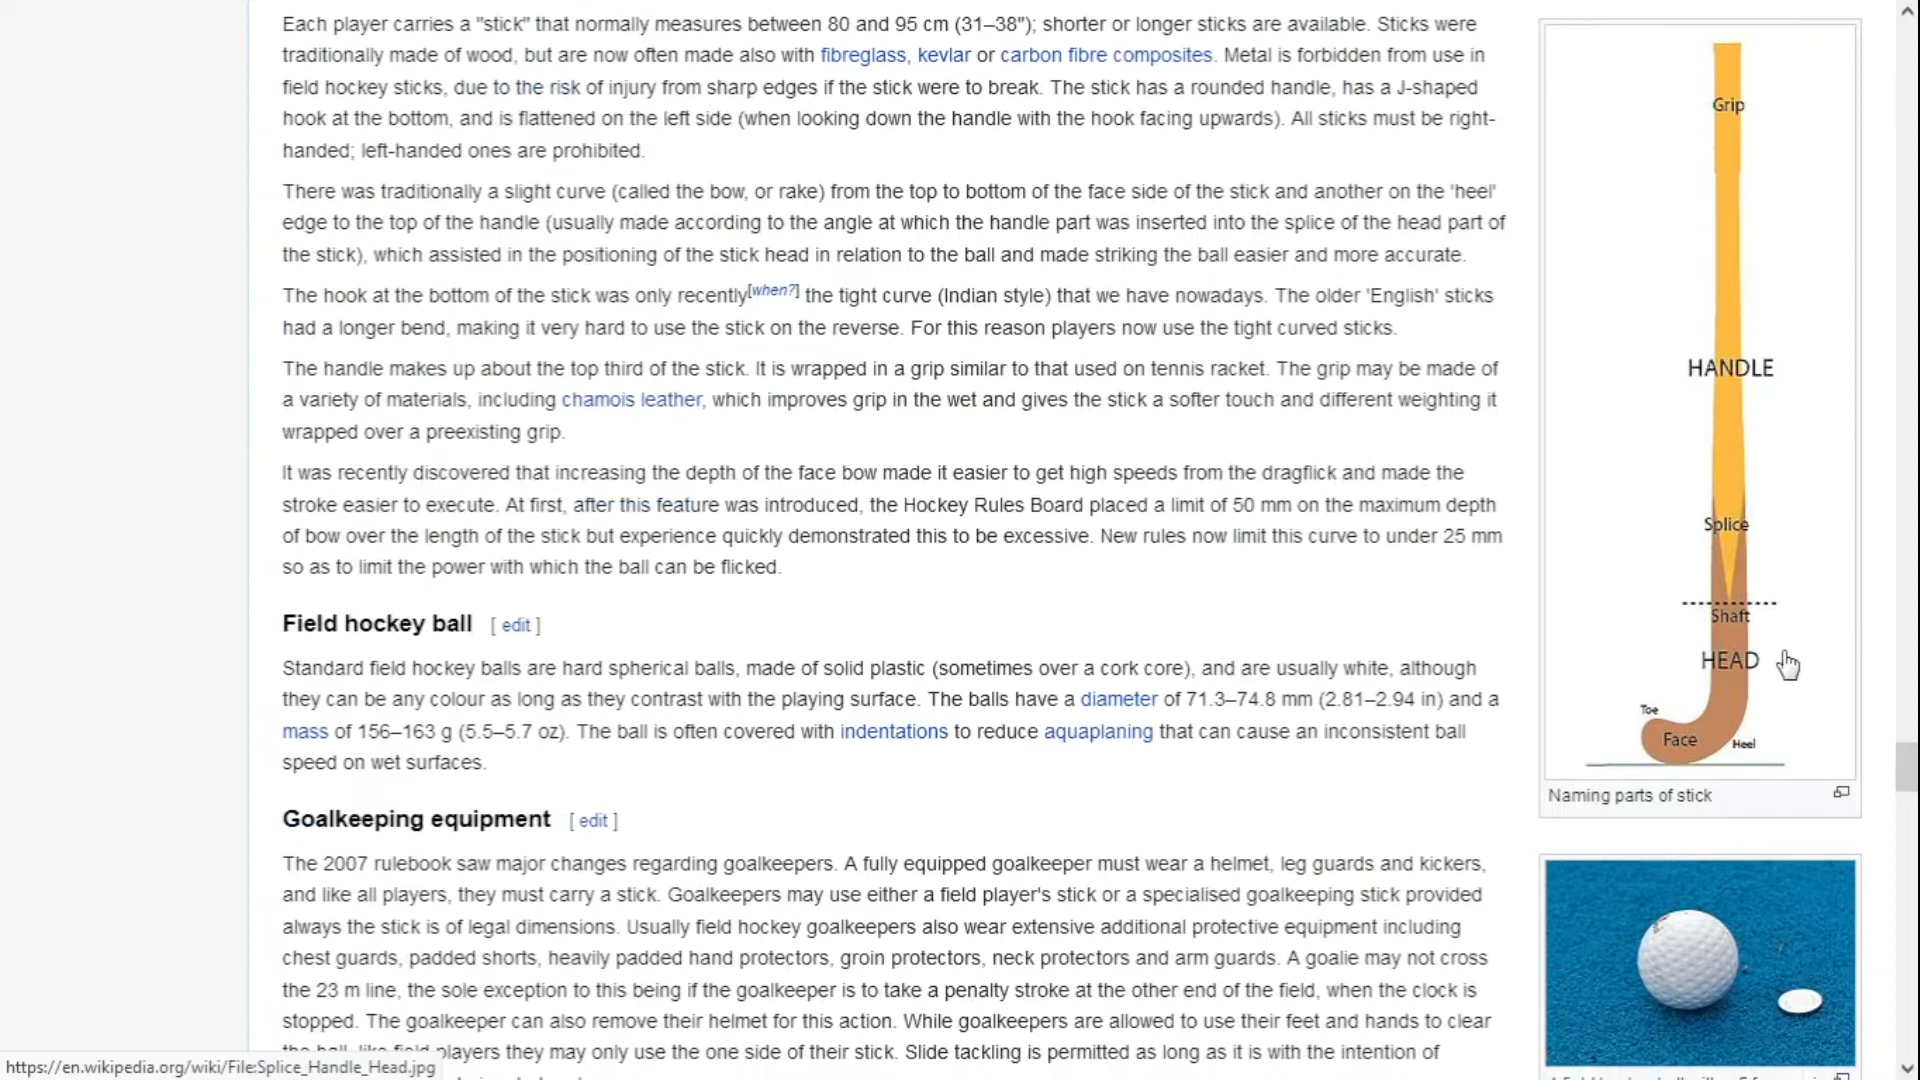 Each player carries a "stick" that normally measures between 80 and 95 cm (31–38"); shorter or longer sticks are available. Sticks were
traditionally made of wood, but are now often made also with fibreglass, kevlar or carbon fibre composites. Metal is forbidden from use in
field hockey sticks, due to the risk of injury from sharp edges if the stick were to break. The stick has a rounded handle, has a J-shaped
hook at the bottom, and is flattened on the left side (when looking down the handle with the hook facing upwards). All sticks must be right-
handed; left-handed ones are prohibited.
There was traditionally a slight curve (called the bow, or rake) from the top to bottom of the face side of the stick and another on the 'heel'
edge to the top of the handle (usually made according to the angle at which the handle part was inserted into the splice of the head part of
the stick), which assisted in the positioning of the stick head in relation to the ball and made striking the ball easier and more accurate.
The hook at the bottom of the stick was only recently[when?] the tight curve (Indian style) that we have nowadays. The older 'English' sticks
had a longer bend, making it very hard to use the stick on the reverse. For this reason players now use the tight curved sticks.
The handle makes up about the top third of the stick. It is wrapped in a grip similar to that used on tennis racket. The grip may be made of
a variety of materials, including chamois leather, which improves grip in the wet and gives the stick a softer touch and different weighting it
wrapped over a preexisting grip.
It was recently discovered that increasing the depth of the face bow made it easier to get high speeds from the dragflick and made the
stroke easier to execute. At first, after this feature was introduced, the Hockey Rules Board placed a limit of 50 mm on the maximum depth
of bow over the length of the stick but experience quickly demonstrated this to be excessive. New rules now limit this curve to under 25 mm
so as to limit the power with which the ball can be flicked.
Field hockey ball [ edit ]
Standard field hockey balls are hard spherical balls, made of solid plastic (sometimes over a cork core), and are usually white, although
they can be any colour as long as they contrast with the playing surface. The balls have a diameter of 71.3–74.8 mm (2.81–2.94 in) and a
mass of 156–163 g (5.5–5.7 oz). The ball is often covered with indentations to reduce aquaplaning that can cause an inconsistent ball
speed on wet surfaces.
Goalkeeping equipment [ edit ]
The 2007 rulebook saw major changes regarding goalkeepers. A fully equipped goalkeeper must wear a helmet, leg guards and kickers,
and like all players, they must carry a stick. Goalkeepers may use either a field player's stick or a specialised goalkeeping stick provided
always the stick is of legal dimensions. Usually field hockey goalkeepers also wear extensive additional protective equipment including
chest guards, padded shorts, heavily padded hand protectors, groin protectors, neck protectors and arm guards. A goalie may not cross
the 23 m line, the sole exception to this being if the goalkeeper is to take a penalty stroke at the other end of the field, when the clock is
stopped. The goalkeeper can also remove their helmet for this action. While goalkeepers are allowed to use their feet and hands to clear
the ball, like field players they may only use the one side of their stick. Slide tackling is permitted as long as it is with the intention of
https://en.wikipedia.org/wiki/File:Splice_Handle_Head.jpg
Grip
HANDLE
Splice
Shaft
HEAD
Toe
Face
Heel
Naming parts of stick